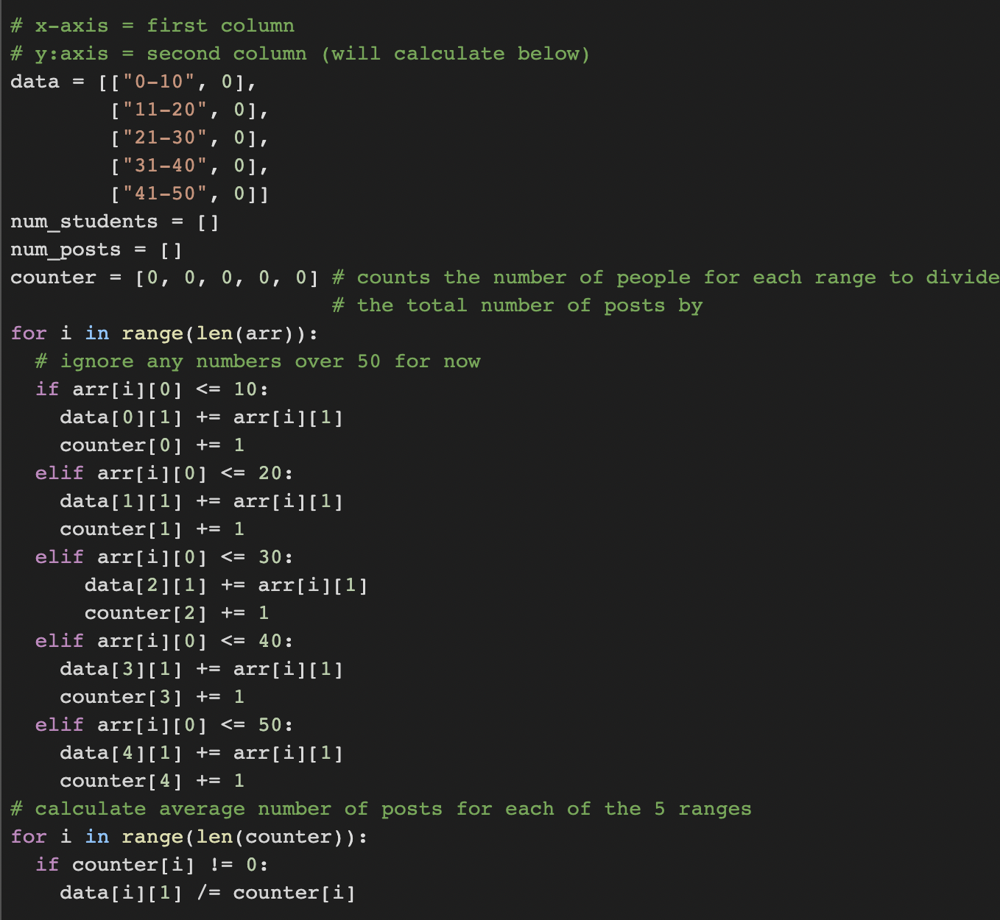 # x-axis = first column
# y:axis = second column (will calculate below)
data = [["0-10", 0],
        ["11-20", 0],
        ["21-30", 0],
        ["31-40", 0],
        ["41-50", 0]]
num_students = []
num_posts = []
counter = [0, 0, 0, 0, 0] # counts the number of people for each range to divide
                          # the total number of posts by
for i in range(len(arr)):
  # ignore any numbers over 50 for now
  if arr[i][0] <= 10:
    data[0][1] += arr[i][1]
    counter[0] += 1
  elif arr[i][0] <= 20:
    data[1][1] += arr[i][1]
    counter[1] += 1
  elif arr[i][0] <= 30:
      data[2][1] += arr[i][1]
      counter[2] += 1
  elif arr[i][0] <= 40:
    data[3][1] += arr[i][1]
    counter[3] += 1
  elif arr[i][0] <= 50:
    data[4][1] += arr[i][1]
    counter[4] += 1
# calculate average number of posts for each of the 5 ranges
for i in range(len(counter)):
  if counter[i] != 0:
    data[i][1] /= counter[i]